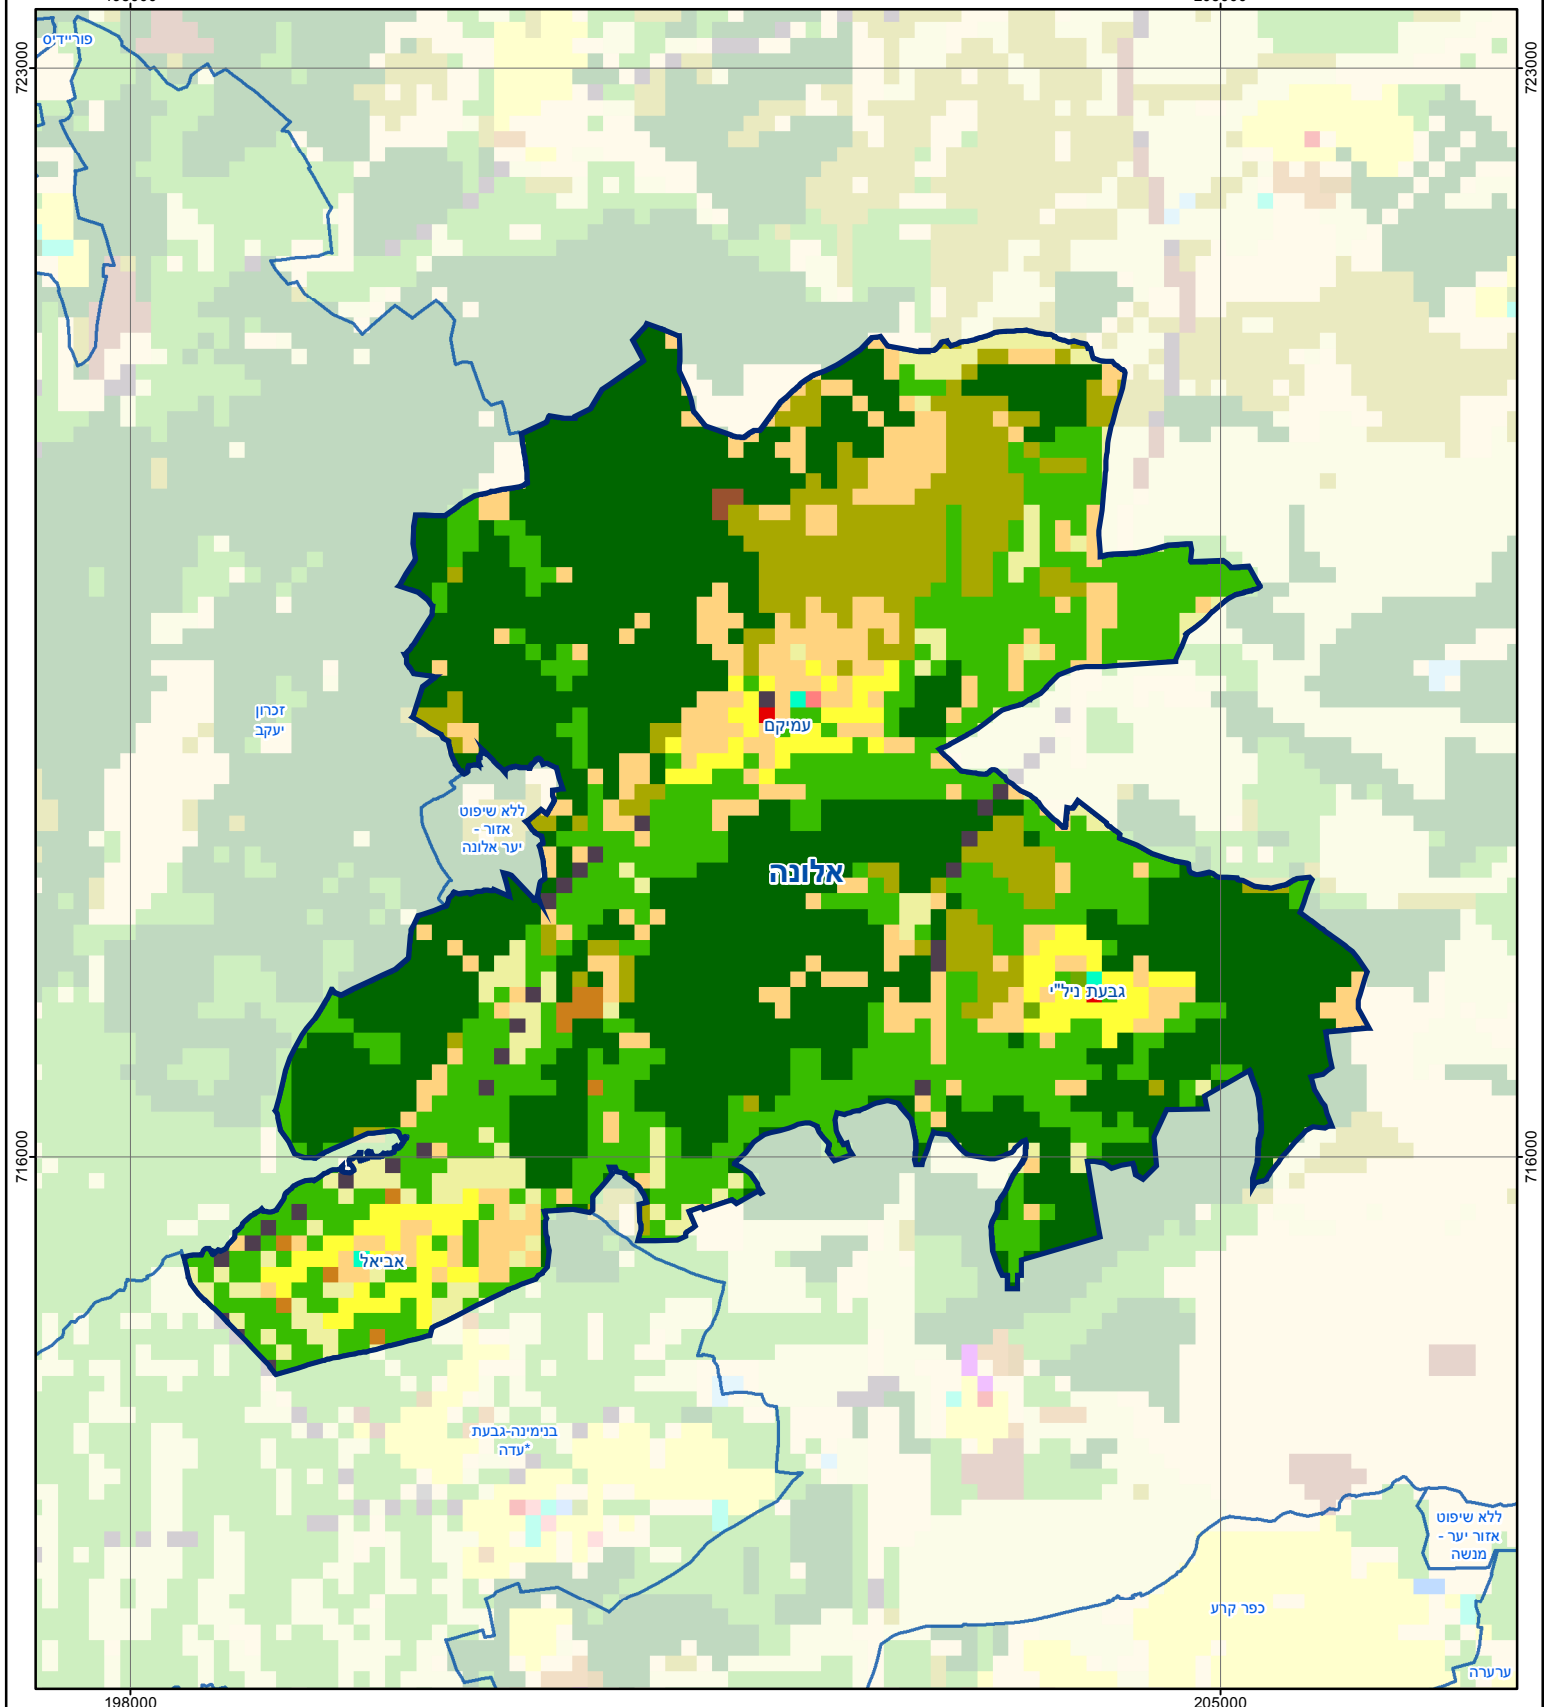 פוריידיס
723000
723000
זכרון
יעקב
עמיקם
ללא שיפוט
אזור -
יער אלונה
אלונה
גבעת ניל"י
716000
716000
אביאל
בנימינה-גבעת
עדה*
ללא שיפוט
אזור יער -
מנשה
כפר קרע
ערערה
198000
205000